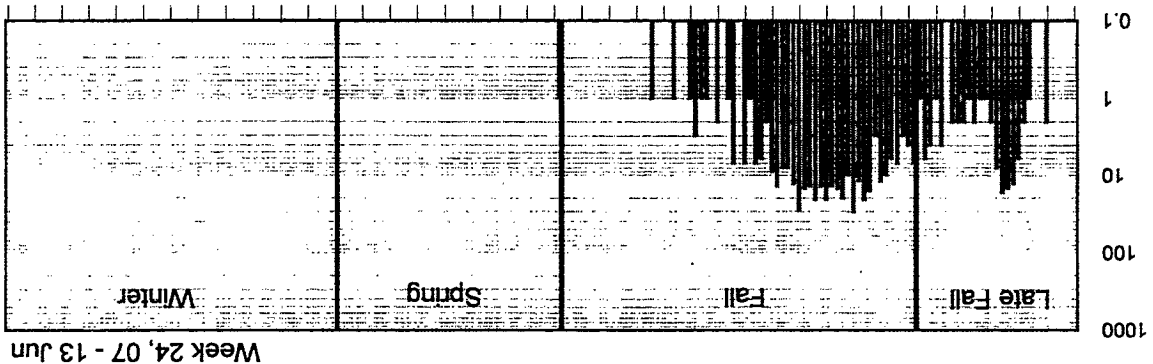 Week 24, 07 - 13 Jun
1000
Late Fall
Fall
Spring
Winter
100
10
1
0.1